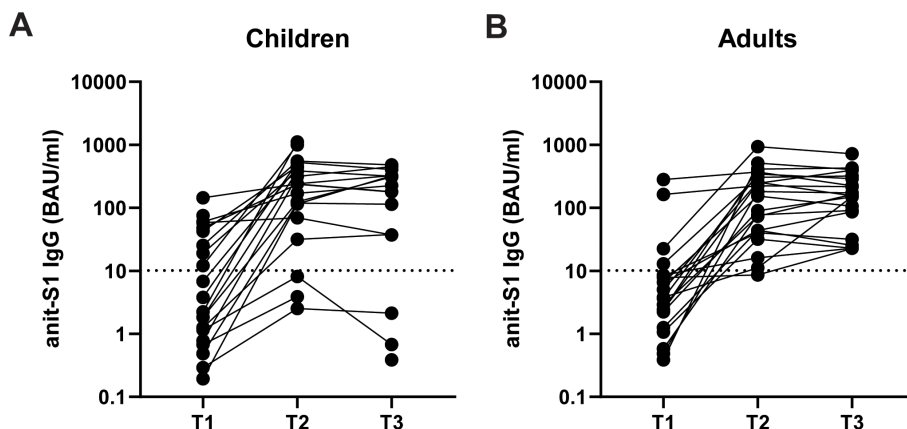 A
Children
anit-S1 IgG (BAU/ml)
10000
1000
100
10
1
0.1
T1 T2 T3
B
Adults
anit-S1 IgG (BAU/ml)
10000
1000
100
10
1
0.1
T1 T2 T3